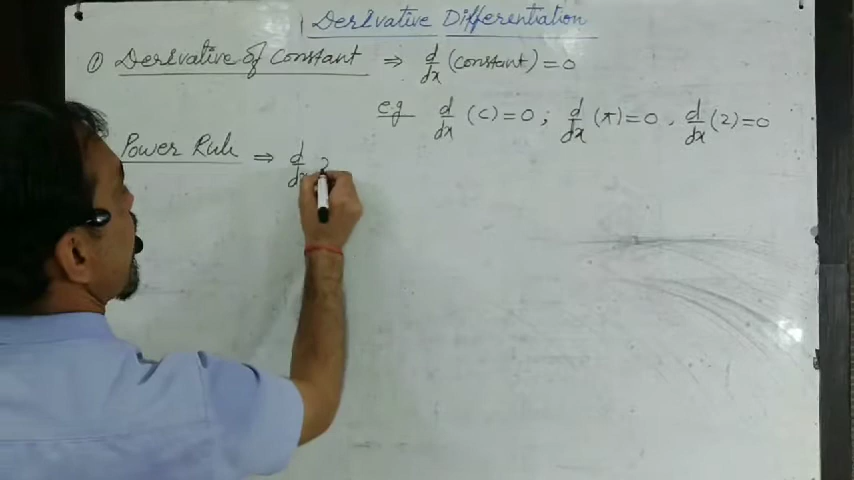 Derivative Differentiation
① Derivative of Constant ⇒ d/dx (constant) = 0
e.g d/dx (c) = 0 ; d/dx (π) = 0 , d/dx (2) = 0
Power Rule ⇒ d/dx